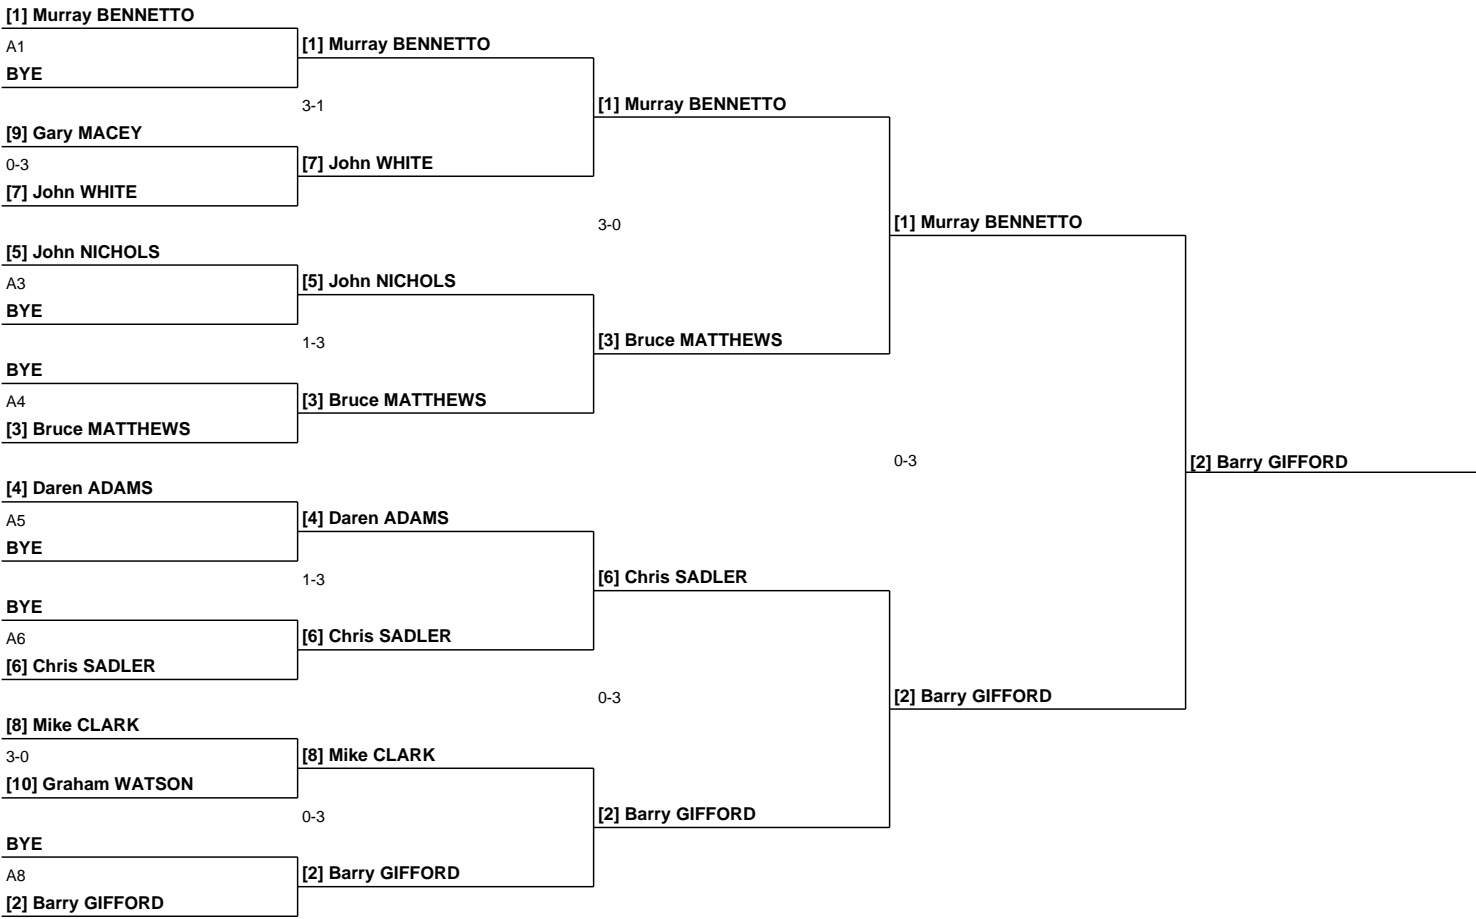 [1] Murray BENNETTO
A1
[1] Murray BENNETTO
BYE
3-1
[1] Murray BENNETTO
[9] Gary MACEY
0-3
[7] John WHITE
[7] John WHITE
3-0
[1] Murray BENNETTO
[5] John NICHOLS
A3
[5] John NICHOLS
BYE
1-3
[3] Bruce MATTHEWS
BYE
A4
[3] Bruce MATTHEWS
[3] Bruce MATTHEWS
0-3
[2] Barry GIFFORD
[4] Daren ADAMS
A5
[4] Daren ADAMS
BYE
1-3
[6] Chris SADLER
BYE
A6
[6] Chris SADLER
[6] Chris SADLER
0-3
[2] Barry GIFFORD
[8] Mike CLARK
3-0
[8] Mike CLARK
[10] Graham WATSON
0-3
[2] Barry GIFFORD
BYE
A8
[2] Barry GIFFORD
[2] Barry GIFFORD